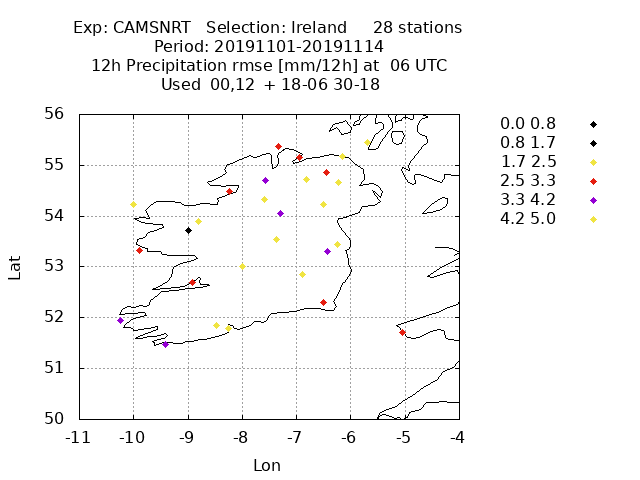 Exp: CAMSNRT   Selection: Ireland     28 stations
Period: 20191101-20191114
12h Precipitation rmse [mm/12h] at  06 UTC
Used  00,12  + 18-06 30-18
56
55
54
53
52
51
50
-11 -10 -9 -8 -7 -6 -5 -4
Lat
Lon
0.0 0.8
0.8 1.7
1.7 2.5
2.5 3.3
3.3 4.2
4.2 5.0